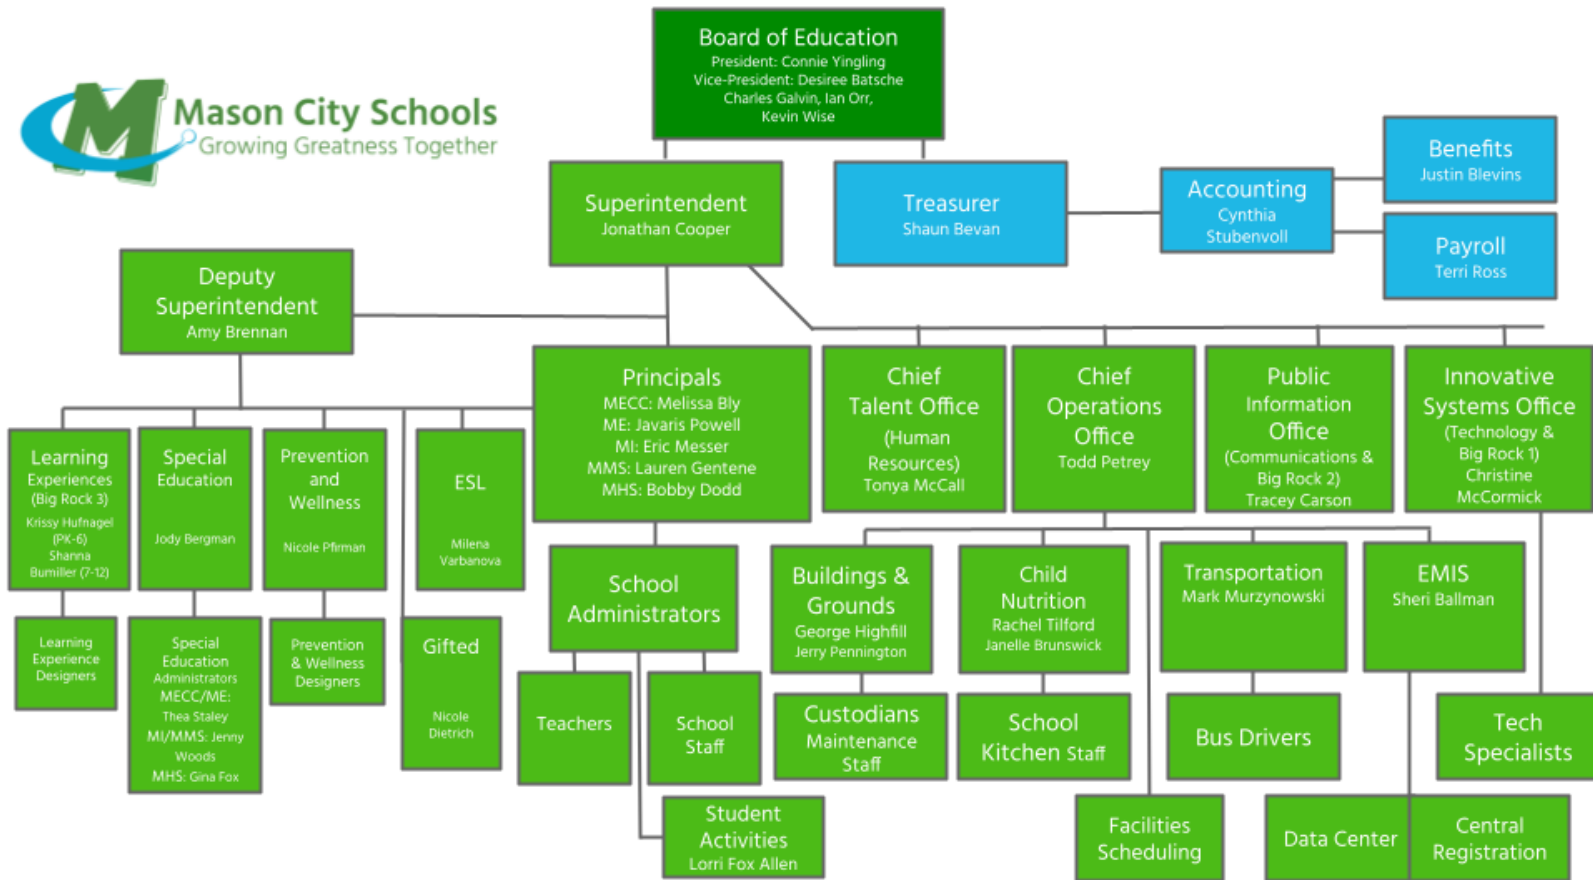 Board of Education
President: Connie Yingling
Vice-President: Desiree Batsche
Charles Galvin, Ian Orr,
Kevin Wise
Mason City Schools
Growing Greatness Together
Superintendent
Jonathan Cooper
Treasurer
Shaun Bevan
Accounting
Cynthia
Stubenvoll
Benefits
Justin Blevins
Payroll
Terri Ross
Deputy
Superintendent
Amy Brennan
Principals
MECC: Melissa Bly
ME: Javaris Powell
MI: Eric Messer
MMS: Lauren Gentene
MHS: Bobby Dodd
Chief
Talent Office
(Human
Resources)
Tonya McCall
Chief
Operations
Office
Todd Petrey
Public
Information
Office
(Communications &
Big Rock 2)
Tracey Carson
Innovative
Systems Office
(Technology &
Big Rock 1)
Christine
McCormick
Learning
Experiences
(Big Rock 3)
Krissy Hufnagel
(PK-6)
Shanna
Bumiller (7-12)
Special
Education
Jody Bergman
Prevention
and
Wellness
Nicole Pfirman
ESL
Milena
Varbanova
School
Administrators
Buildings &
Grounds
George Highfill
Jerry Pennington
Child
Nutrition
Rachel Tilford
Janelle Brunswick
Transportation
Mark Murzynowski
EMIS
Sheri Ballman
Learning
Experience
Designers
Special
Education
Administrators
MECC/ME:
Thea Staley
MI/MMS: Jenny
Woods
MHS: Gina Fox
Prevention
& Wellness
Designers
Gifted
Nicole
Dietrich
Teachers
School
Staff
Custodians
Maintenance
Staff
School
Kitchen Staff
Bus Drivers
Tech
Specialists
Student
Activities
Lorri Fox Allen
Facilities
Scheduling
Data Center
Central
Registration